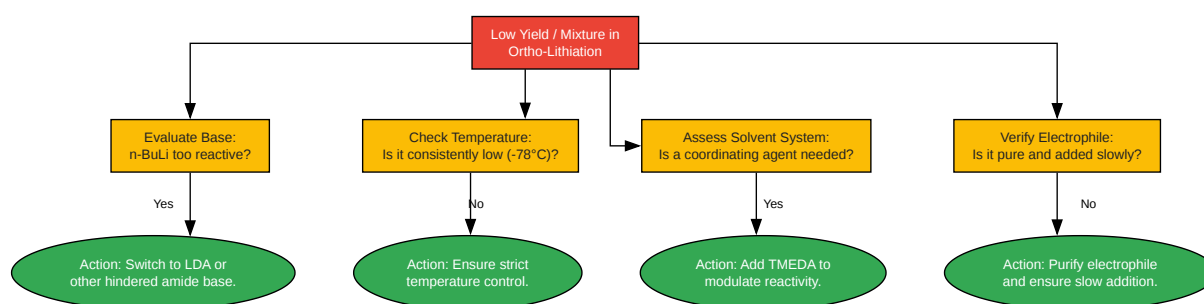 Low Yield / Mixture in
Ortho-Lithiation
Evaluate Base:
n-BuLi too reactive?
Check Temperature:
Is it consistently low (-78°C)?
Assess Solvent System:
Is a coordinating agent needed?
Verify Electrophile:
Is it pure and added slowly?
Yes
No
Yes
No
Action: Switch to LDA or
other hindered amide base.
Action: Ensure strict
temperature control.
Action: Add TMEDA to
modulate reactivity.
Action: Purify electrophile
and ensure slow addition.